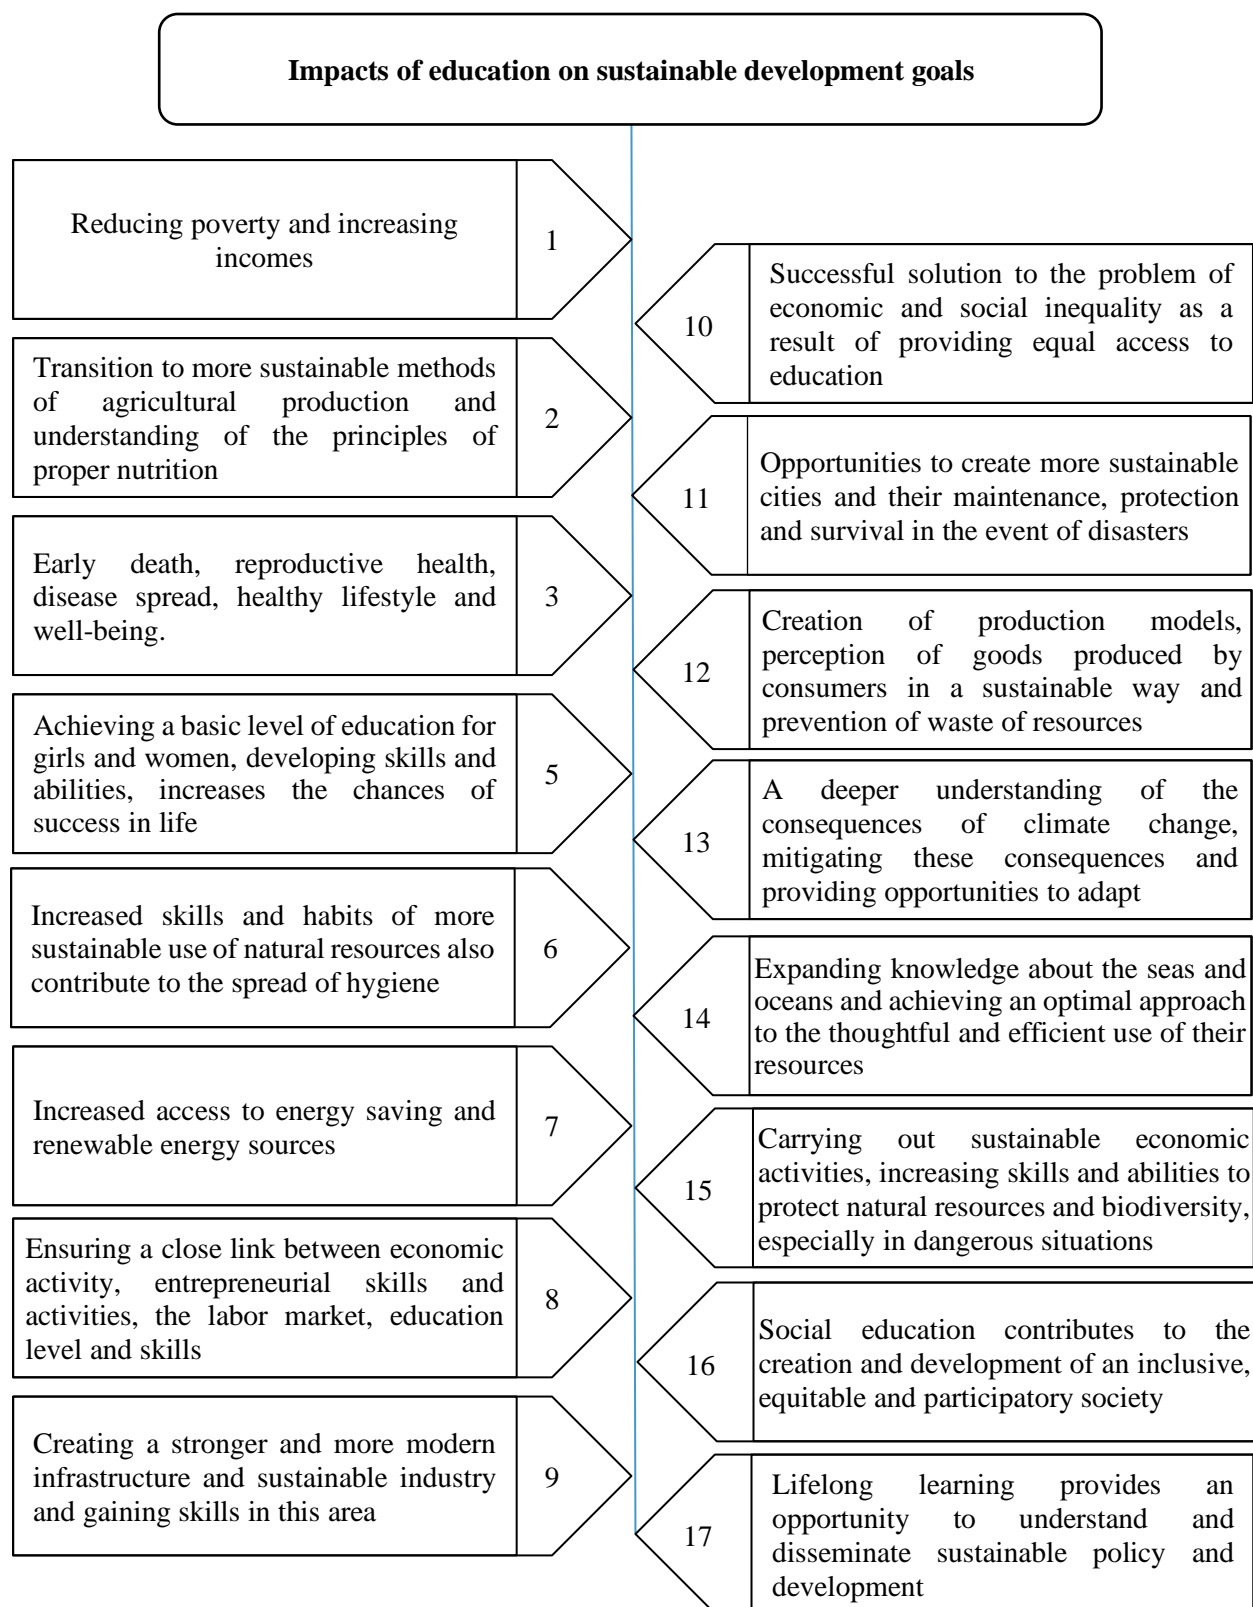 Impacts of education on sustainable development goals
Reducing poverty and increasing
incomes
1
Transition to more sustainable methods
of agricultural production and
understanding of the principles of
proper nutrition
2
Early death, reproductive health,
disease spread, healthy lifestyle and
well-being.
3
Achieving a basic level of education for
girls and women, developing skills and
abilities, increases the chances of
success in life
5
Increased skills and habits of more
sustainable use of natural resources also
contribute to the spread of hygiene
6
Increased access to energy saving and
renewable energy sources
7
Ensuring a close link between economic
activity, entrepreneurial skills and
activities, the labor market, education
level and skills
8
Creating a stronger and more modern
infrastructure and sustainable industry
and gaining skills in this area
9
10
Successful solution to the problem of
economic and social inequality as a
result of providing equal access to
education
11
Opportunities to create more sustainable
cities and their maintenance, protection
and survival in the event of disasters
12
Creation of production models,
perception of goods produced by
consumers in a sustainable way and
prevention of waste of resources
13
A deeper understanding of the
consequences of climate change,
mitigating these consequences and
providing opportunities to adapt
14
Expanding knowledge about the seas and
oceans and achieving an optimal approach
to the thoughtful and efficient use of their
resources
15
Carrying out sustainable economic
activities, increasing skills and abilities to
protect natural resources and biodiversity,
especially in dangerous situations
16
Social education contributes to the
creation and development of an inclusive,
equitable and participatory society
17
Lifelong learning provides an
opportunity to understand and
disseminate sustainable policy and
development